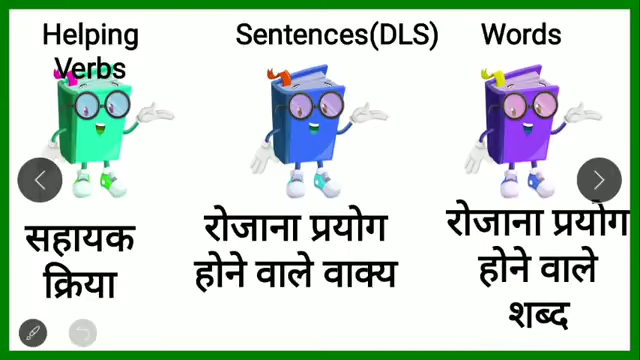 Helping
Verbs
Sentences(DLS)
Words
सहायक
क्रिया
रोजाना प्रयोग
होने वाले वाक्य
रोजाना प्रयोग
होने वाले
शब्द